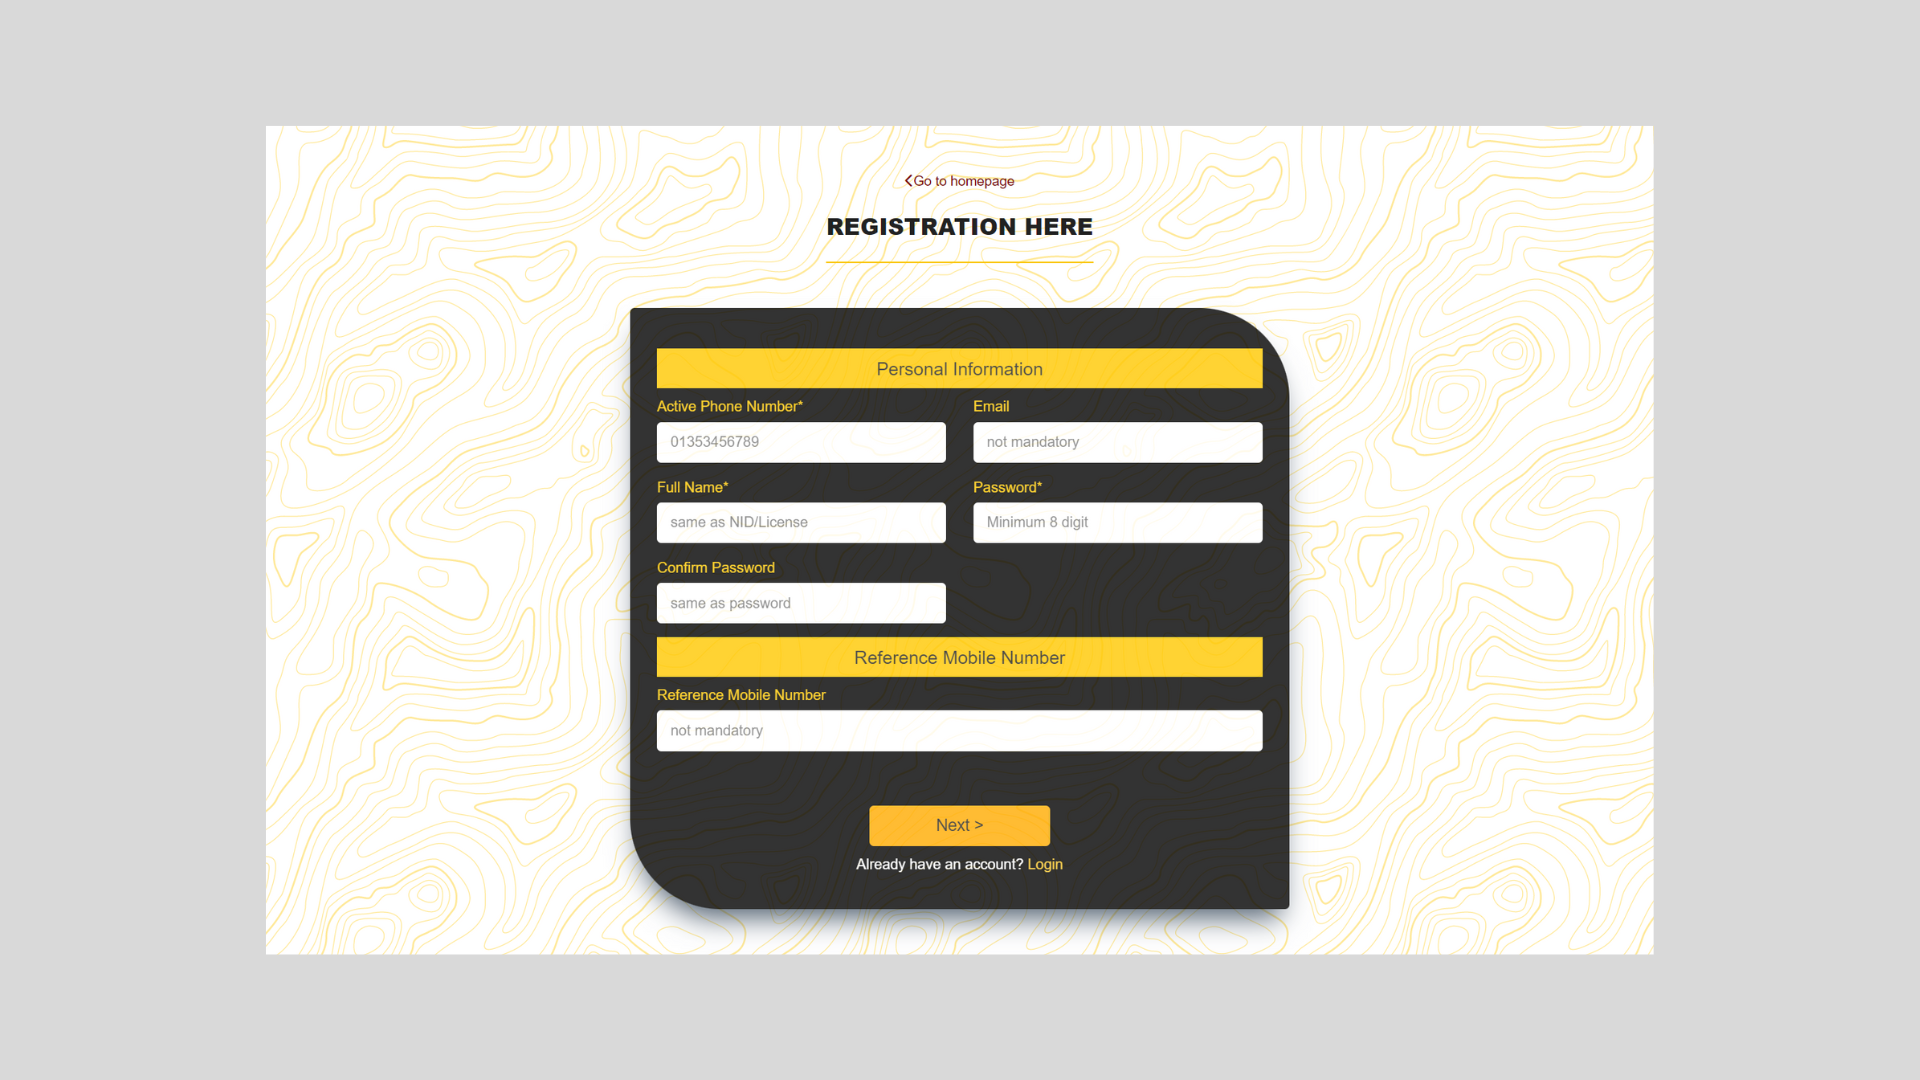 Go to homepage
REGISTRATION HERE
Personal Information
Active Phone Number*
Email
01353456789
not mandatory
Full Name*
Password*
same as NID/License
Minimum 8 digit
Confirm Password
same as password
Reference Mobile Number
Reference Mobile Number
not mandatory
Next >
Already have an account? Login